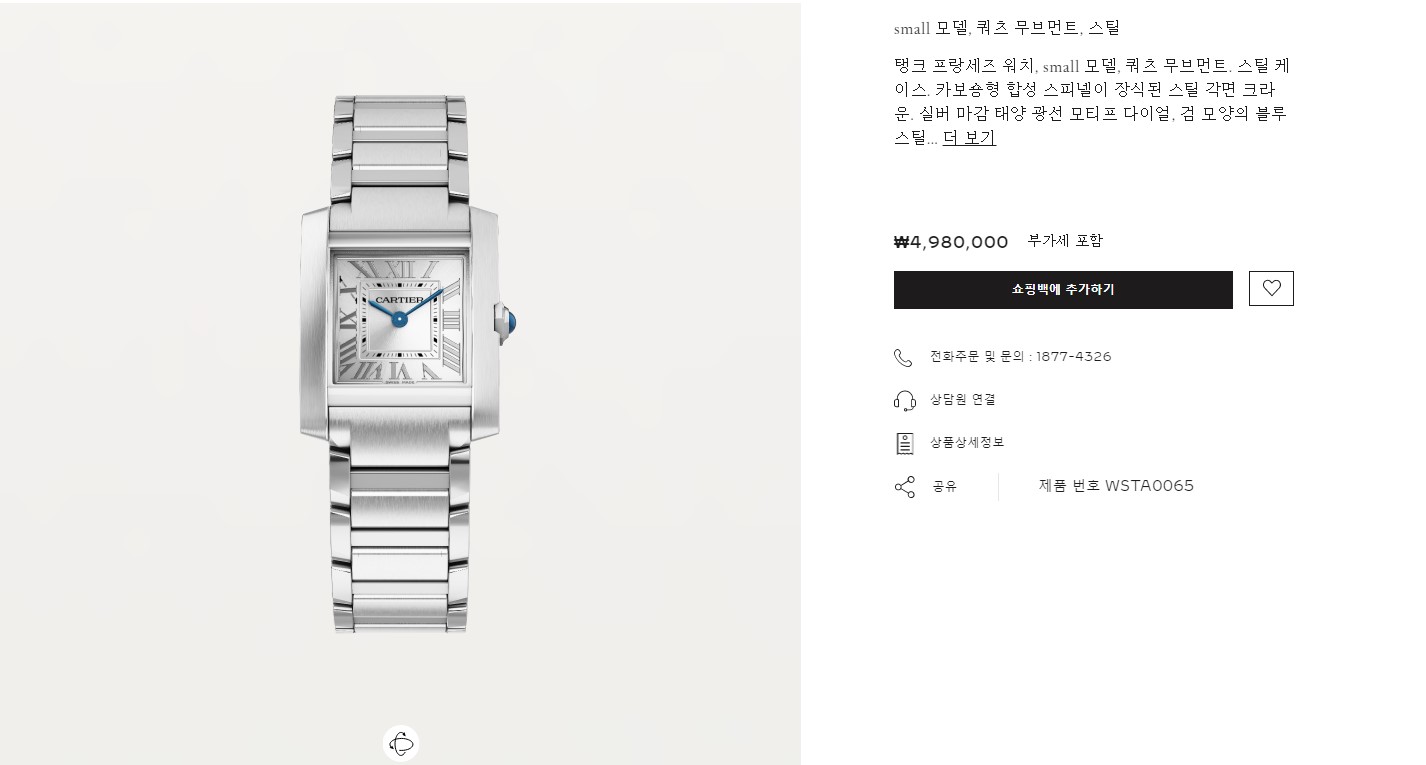 small 모델, 쿼츠 무브먼트, 스틸
탱크 프랑세즈 워치, small 모델, 쿼츠 무브먼트. 스틸 케
이스. 카보숑형 합성 스피넬이 장식된 스틸 각면 크라
운. 실버 마감 태양 광선 모티프 다이얼, 검 모양의 블루
스틸... 더 보기
₩4,980,000 부가세 포함
쇼핑백에 추가하기
전화주문 및 문의 : 1877-4326
상담원 연결
상품상세정보
공유
제품 번호 WSTA0065
XII
CARTIER
III
SWISS MADE